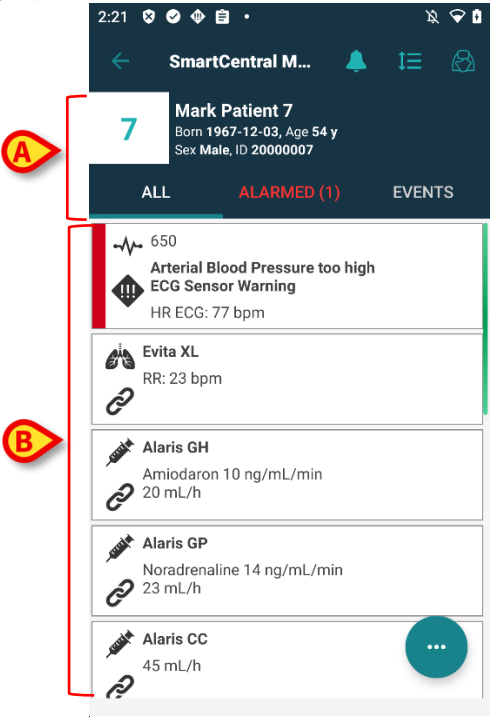 2:21
SmartCentral M...
A
7
Mark Patient 7
Born 1967-12-03, Age 54 y
Sex Male, ID 20000007
ALL ALARMED (1) EVENTS
B
650
Arterial Blood Pressure too high
ECG Sensor Warning
HR ECG: 77 bpm
Evita XL
RR: 23 bpm
Alaris GH
Amiodaron 10 ng/mL/min
20 mL/h
Alaris GP
Noradrenaline 14 ng/mL/min
23 mL/h
Alaris CC
45 mL/h